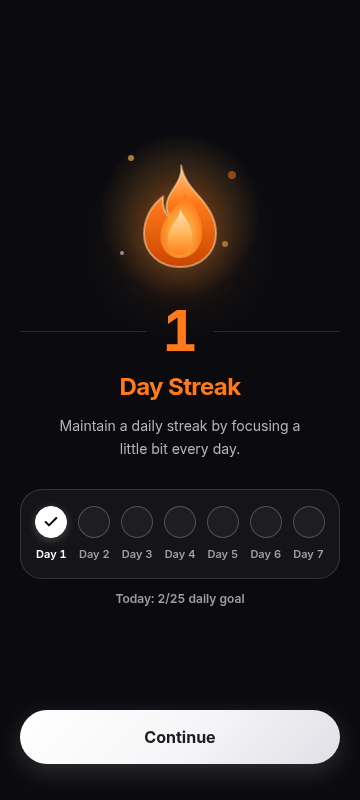 1
Day Streak
Maintain a daily streak by focusing a
little bit every day.
Day 1 Day 2 Day 3 Day 4 Day 5 Day 6 Day 7
Today: 2/25 daily goal
Continue